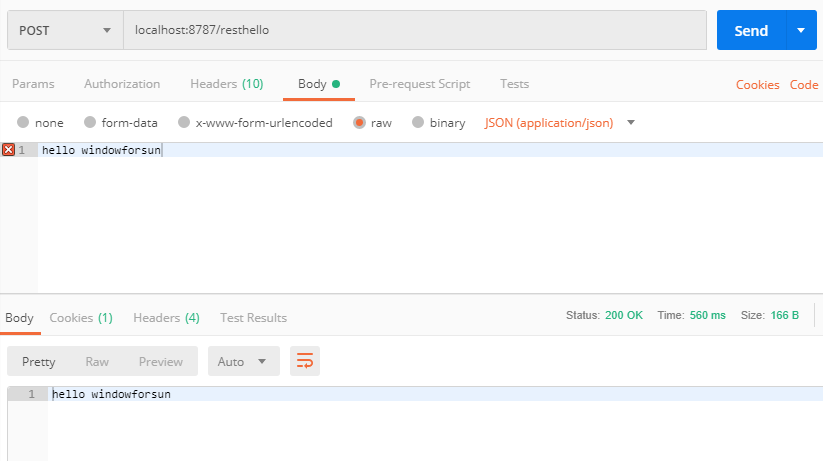 POST localhost:8787/resthello Send
Params Authorization Headers (10) Body Pre-request Script Tests Cookies Code
none form-data x-www-form-urlencoded raw binary JSON (application/json)
1 hello windowforsun
Body Cookies (1) Headers (4) Test Results Status: 200 OK Time: 560 ms Size: 166 B
Pretty Raw Preview Auto
1 hello windowforsun